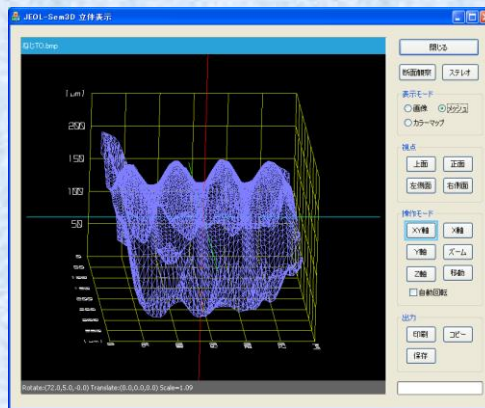 JEOL-Sem3D 立体表示
ねじTO.bmp
[μm]
200
150
100
50
0
閉じる
断面観察 ステレオ
表示モード
画像 メッシュ
カラーマップ
視点
上面 正面
左側面 右側面
操作モード
XY軸 X軸
Y軸 ズーム
Z軸 移動
自動回転
出力
印刷 コピー
保存
Rotate:(72.0,5.0,-0.0) Translate:(0.0,0.0,0.0) Scale=1.09